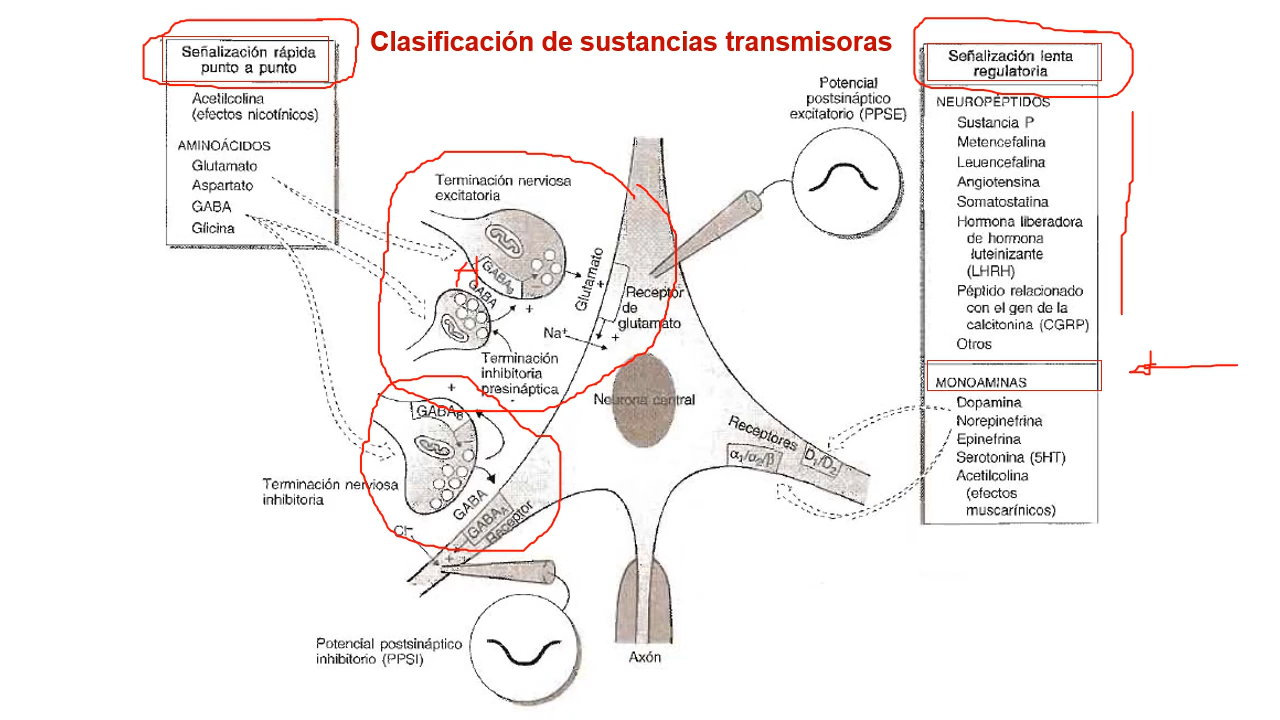 Clasificación de sustancias transmisoras
Señalización rápida
punto a punto
Acetilcolina
(efectos nicotínicos)
AMINOÁCIDOS
Glutamato
Aspartato
GABA
Glicina
Terminación nerviosa
excitatoria
GABAB
GABA
+
Glutamato
+
Receptor
de
glutamato
Na+
+
Terminación
inhibitoria
presináptica
-
Potencial
postsináptico
excitatorio (PPSE)
Neurona central
+
GABAB
Terminación nerviosa
inhibitoria
GABA
GABAA
Receptor
Cl-
+
Potencial postsináptico
inhibitorio (PPSI)
Axón
Receptores
α1/α2/β
D1/D2
Señalización lenta
regulatoria
NEUROPÉPTIDOS
Sustancia P
Metencefalina
Leuencefalina
Angiotensina
Somatostatina
Hormona liberadora
de hormona
luteinizante
(LHRH)
Péptido relacionado
con el gen de la
calcitonina (CGRP)
Otros
MONOAMINAS
Dopamina
Norepinefrina
Epinefrina
Serotonina (5HT)
Acetilcolina
(efectos
muscarínicos)